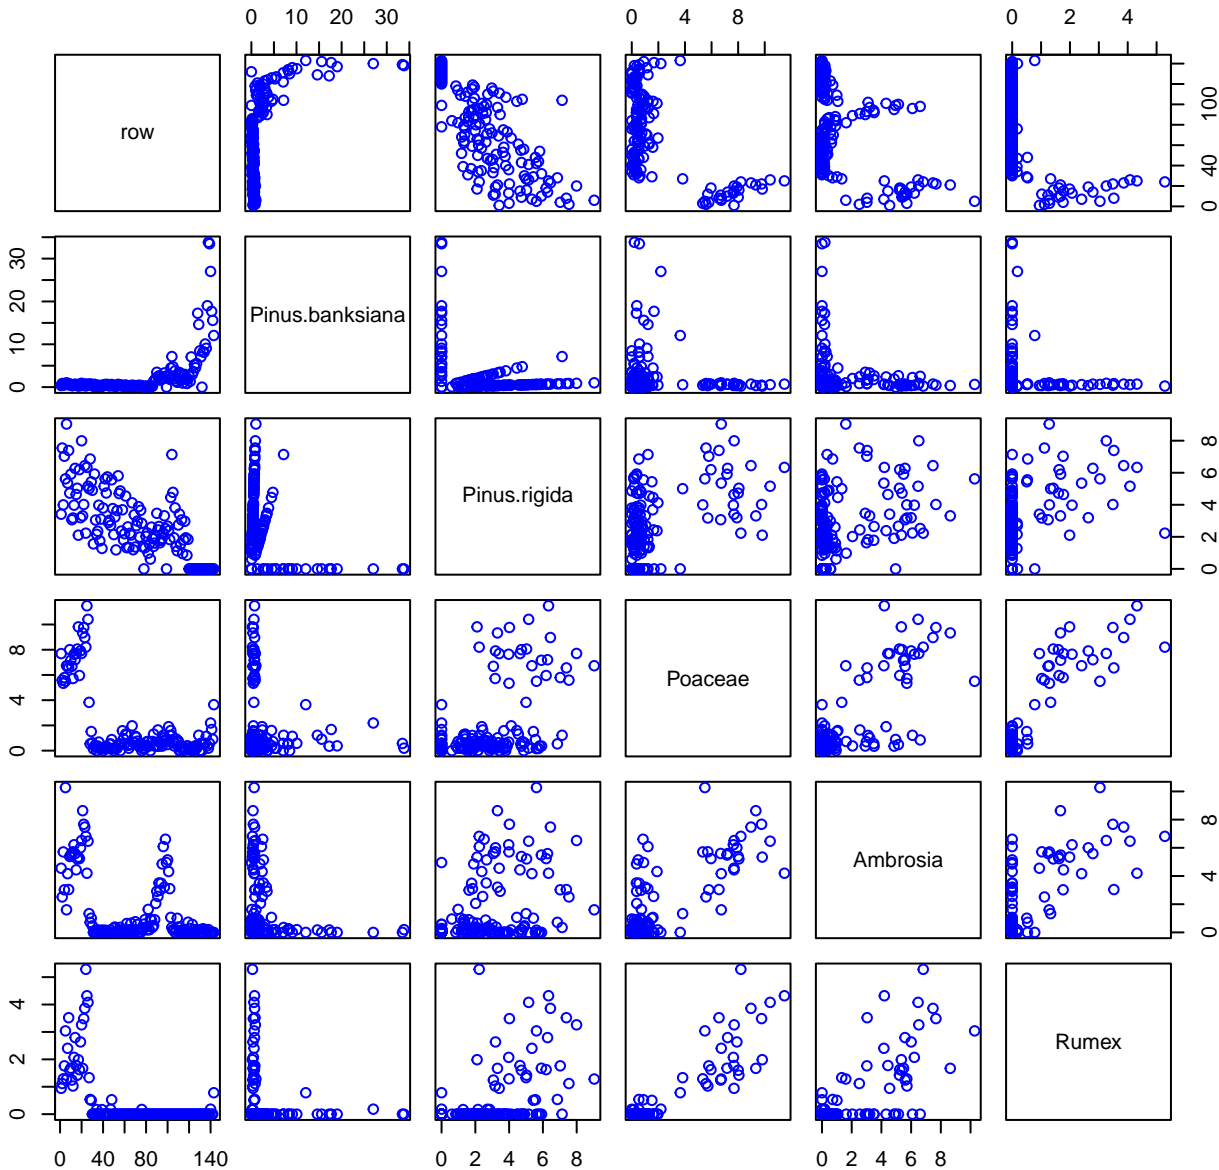 0 10 20 30 0 4 8 0 2 4
row
0 40 100
0 10 20 30
Pinus.banksiana
Pinus.rigida
0 2 4 6 8
0 4 8
Poaceae
Ambrosia
0 4 8
0 2 4
Rumex
0 40 80 140 0 2 4 6 8 0 2 4 6 8